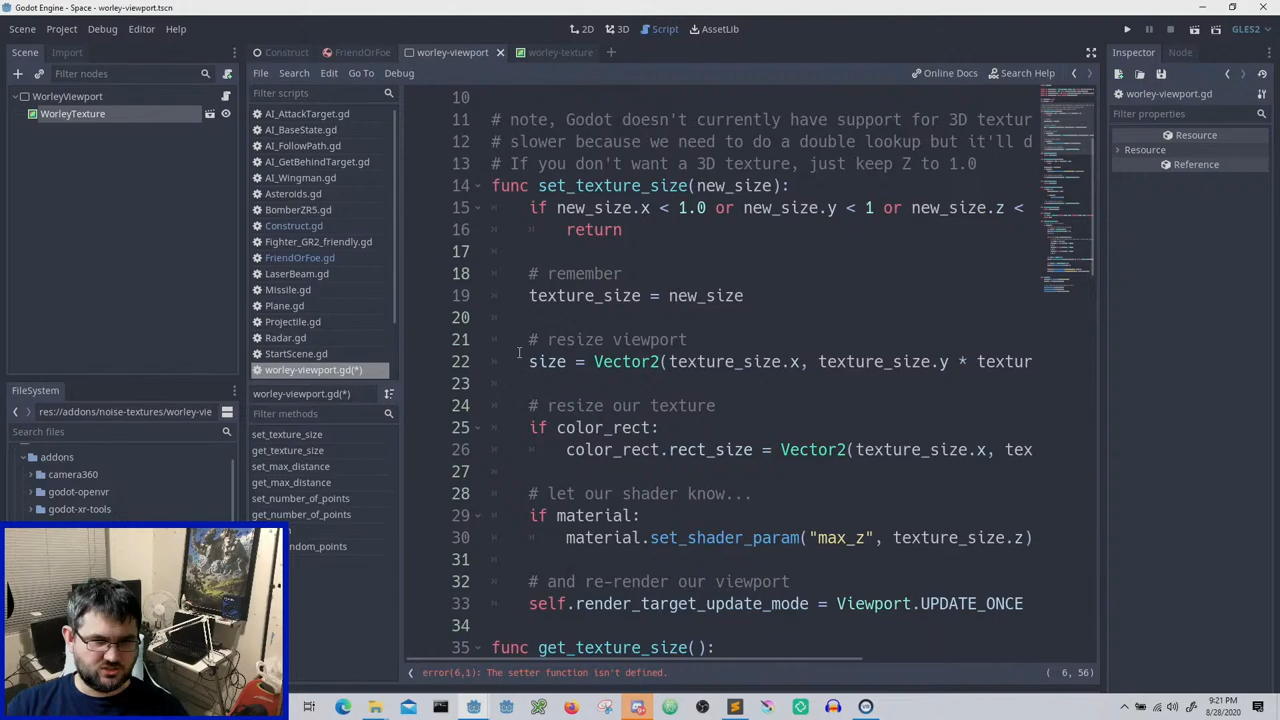 Godot Engine - Space - worley-viewport.tscn
Scene Project Debug Editor Help
2D 3D Script AssetLib
GLES2
Scene Import
Construct FriendOrFoe worley-viewport worley-texture
Inspector Node
Filter nodes
File Search Edit Go To Debug
Online Docs Search Help
WorleyViewport
WorleyTexture
Filter scripts
AI_AttackTarget.gd
AI_BaseState.gd
AI_FollowPath.gd
AI_GetBehindTarget.gd
AI_Wingman.gd
Asteroids.gd
BomberZR5.gd
Construct.gd
Fighter_GR2_friendly.gd
FriendOrFoe.gd
LaserBeam.gd
Missile.gd
Plane.gd
Projectile.gd
Radar.gd
StartScene.gd
worley-viewport.gd(*)
worley-viewport.gd(*)
Filter methods
set_texture_size
get_texture_size
set_max_distance
get_max_distance
set_number_of_points
get_number_of_points
ndom_points
10
11 # Note, Godot doesn't currently have support for 3D textur
12 # slower because we need to do a double lookup but it'll d
13 # If you don't want a 3D texture, just keep Z to 1.0
14 func set_texture_size(new_size)
15 if new_size.x < 1.0 or new_size.y < 1 or new_size.z <
16 return
17
18 # remember
19 texture_size = new_size
20
21 # resize viewport
22 size = Vector2(texture_size.x, texture_size.y * textur
23
24 # resize our texture
25 if color_rect:
26 color_rect.rect_size = Vector2(texture_size.x, tex
27
28 # let our shader know...
29 if material:
30 material.set_shader_param("max_z", texture_size.z)
31
32 # and re-render our viewport
33 self.render_target_update_mode = Viewport.UPDATE_ONCE
34
35 func get_texture_size():
error(6,1): The setter function isn't defined.
( 6, 56)
worley-viewport.gd
Filter properties
Resource
Resource
Reference
FileSystem
res://addons/noise-textures/worley-vie
Search files
addons
camera360
godot-openvr
godot-xr-tools
9:21 PM
8/28/2020